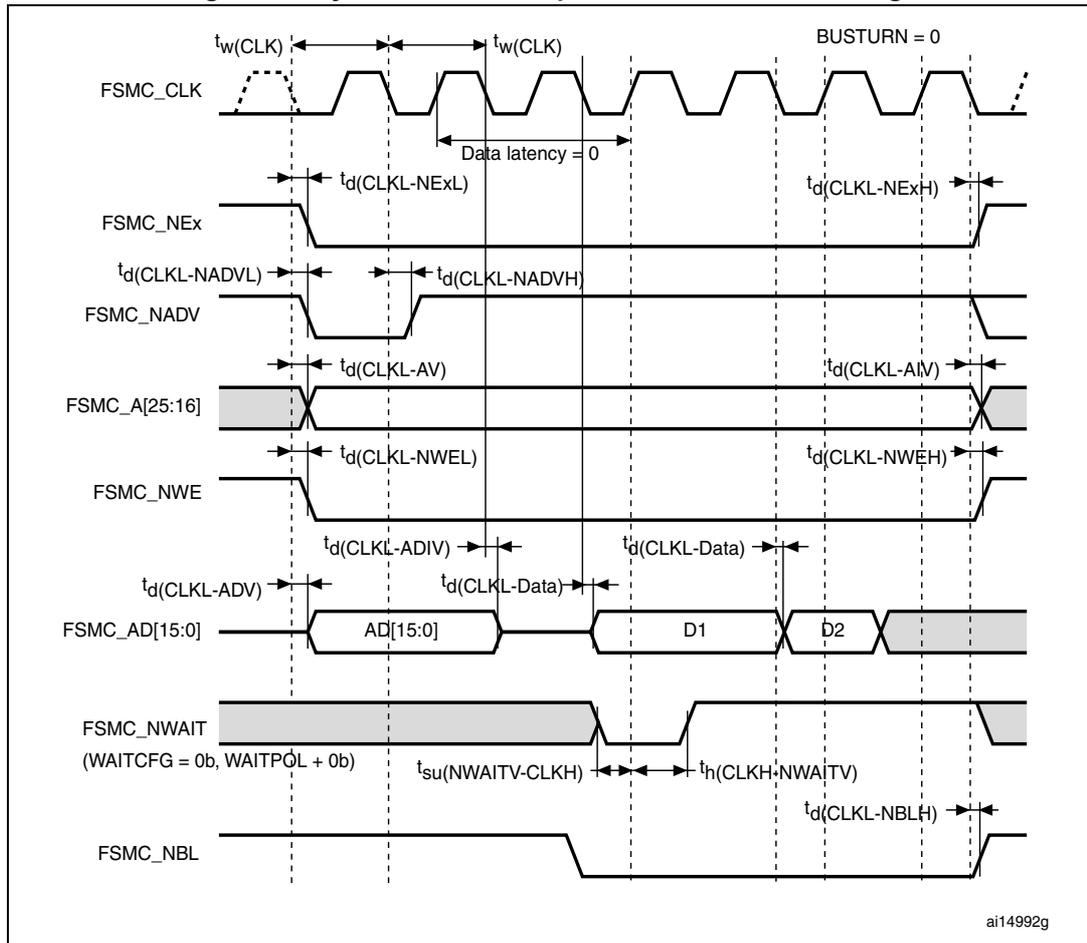 tw(CLK)
tw(CLK)
BUSTURN = 0
FSMC_CLK
Data latency = 0
td(CLKL-NExL)
td(CLKL-NExH)
FSMC_NEx
td(CLKL-NADVL)
td(CLKL-NADVH)
FSMC_NADV
td(CLKL-AV)
td(CLKL-AIV)
FSMC_A[25:16]
td(CLKL-NWEL)
td(CLKL-NWEH)
FSMC_NWE
td(CLKL-ADIV)
td(CLKL-Data)
td(CLKL-ADV)
td(CLKL-Data)
FSMC_AD[15:0]
AD[15:0]
D1
D2
FSMC_NWAIT
(WAITCFG = 0b, WAITPOL + 0b)
tsu(NWAITV-CLKH)
th(CLKH-NWAITV)
td(CLKL-NBLH)
FSMC_NBL
ai14992g